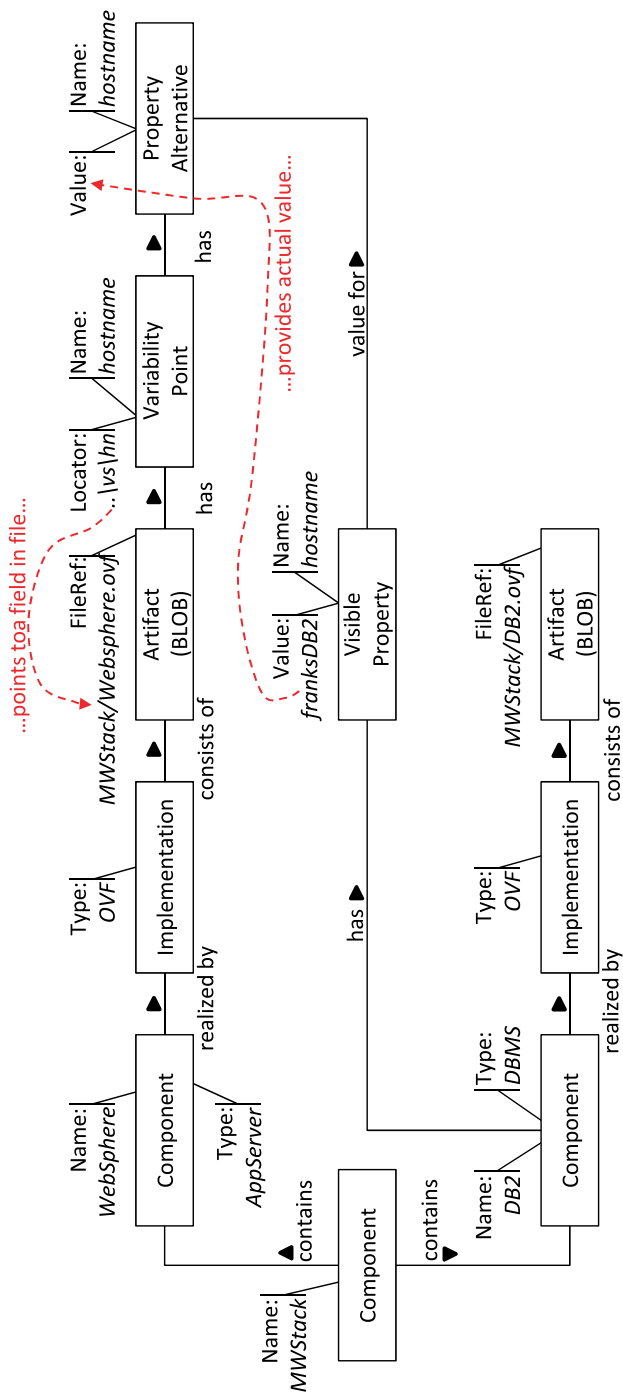 ...points toa field in file...
Name:
WebSphere
Type:
OVF
FileRef:
MWStack/Websphere.ovf
Locator:
..\vs\hn
Name:
hostname
Value:
Name:
hostname
Component
Implementation
Artifact
(BLOB)
Variability
Point
Property
Alternative
realized by
consists of
has
has
Type:
AppServer
...provides actual value...
Name:
MWStack
contains
Component
contains
Value:
franksDB2
Name:
hostname
has
Visible
Property
value for
Name:
DB2
Type:
DBMS
Type:
OVF
FileRef:
MWStack/DB2.ovf
Component
Implementation
Artifact
(BLOB)
realized by
consists of